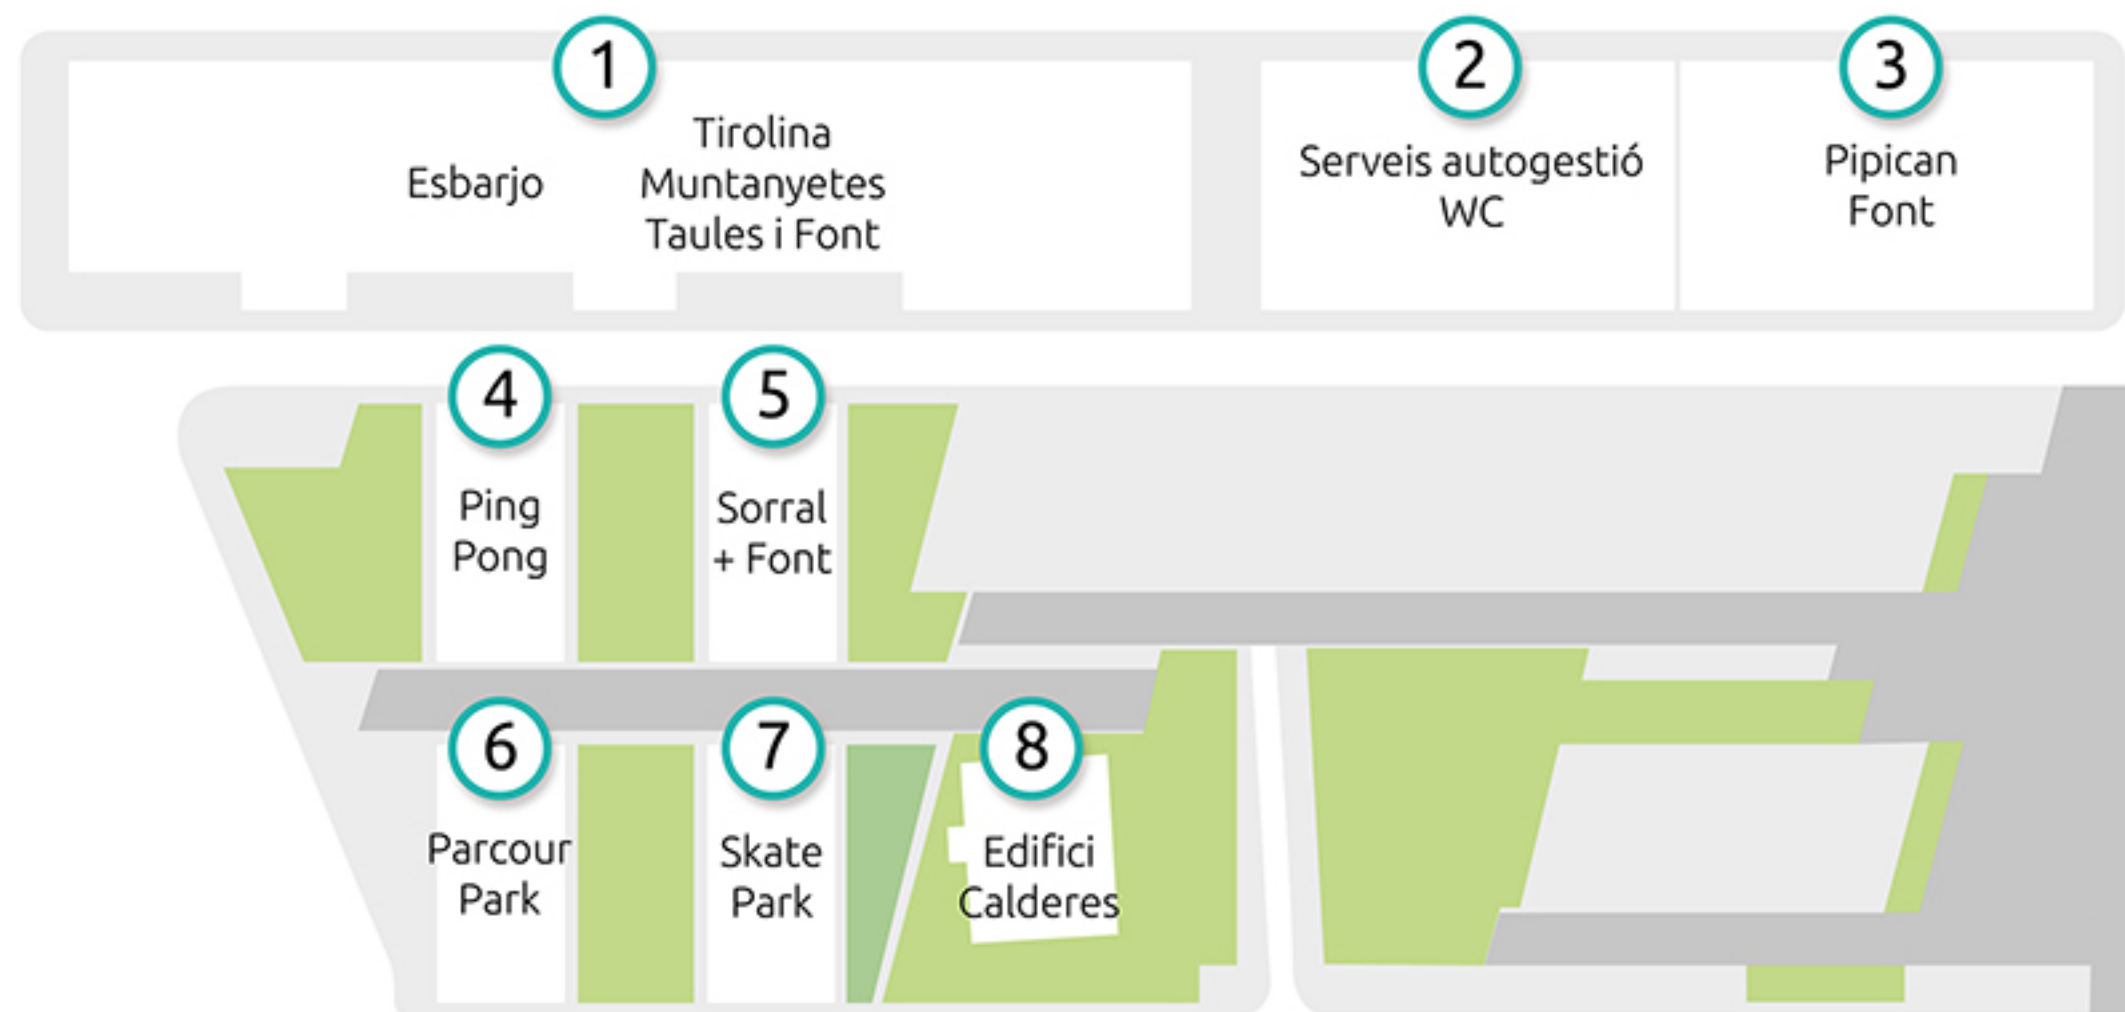 1
Esbarjo
Tirolina
Muntanyetes
Taules i Font
2
Serveis autogestió
WC
3
Pipican
Font
4
Ping
Pong
5
Sorral
+ Font
6
Parcour
Park
7
Skate
Park
8
Edifici
Calderes